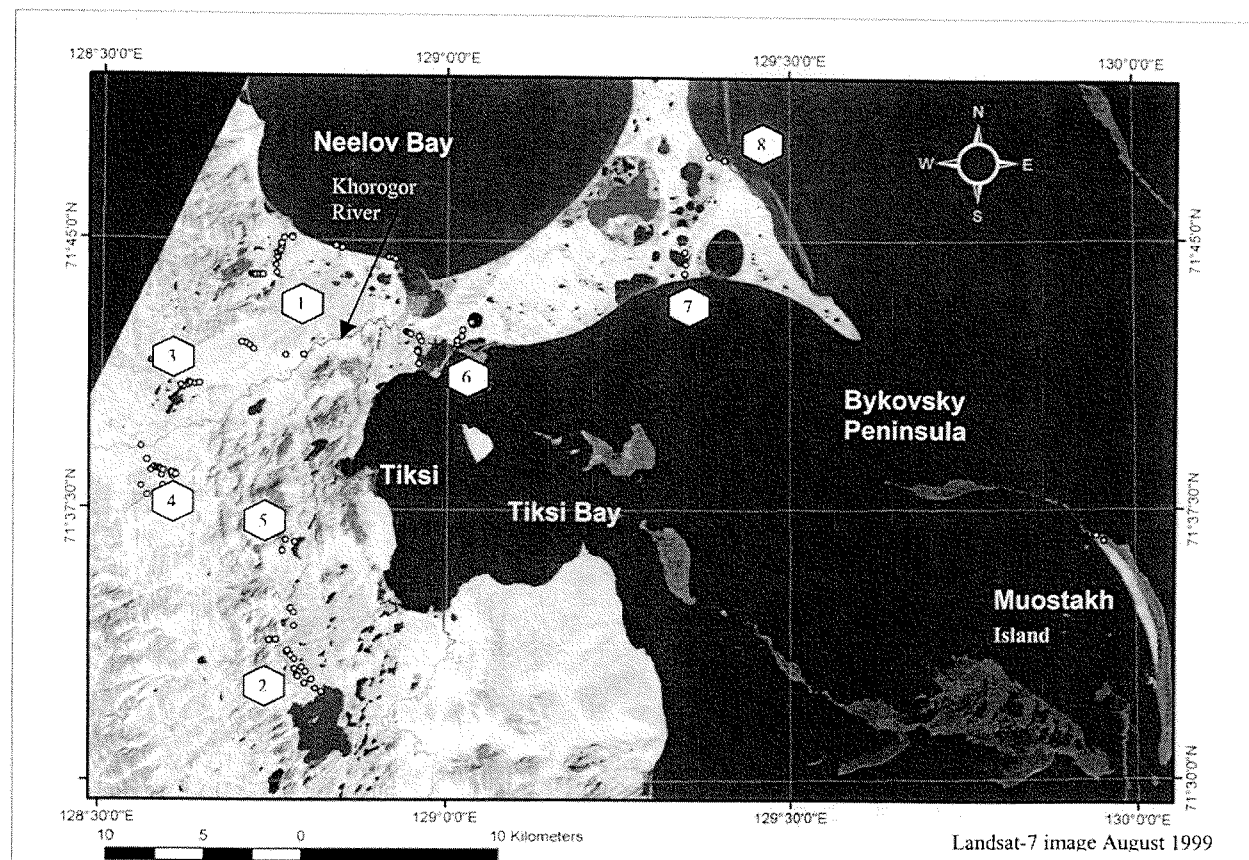 128°30'0"E 129°0'0"E 129°30'0"E 130°0'0"E
Neelov Bay
Khorogor
River
8
N
W E
S
71°45'0"N 71°45'0"N
1
7
3
6
Bykovsky
Peninsula
Tiksi
4
5
Tiksi Bay
71°37'30"N 71°37'30"N
Muostakh
Island
2
71°30'0"N
128°30'0"E 129°0'0"E 129°30'0"E 130°0'0"E
10 5 0 10 Kilometers
Landsat-7 image August 1999